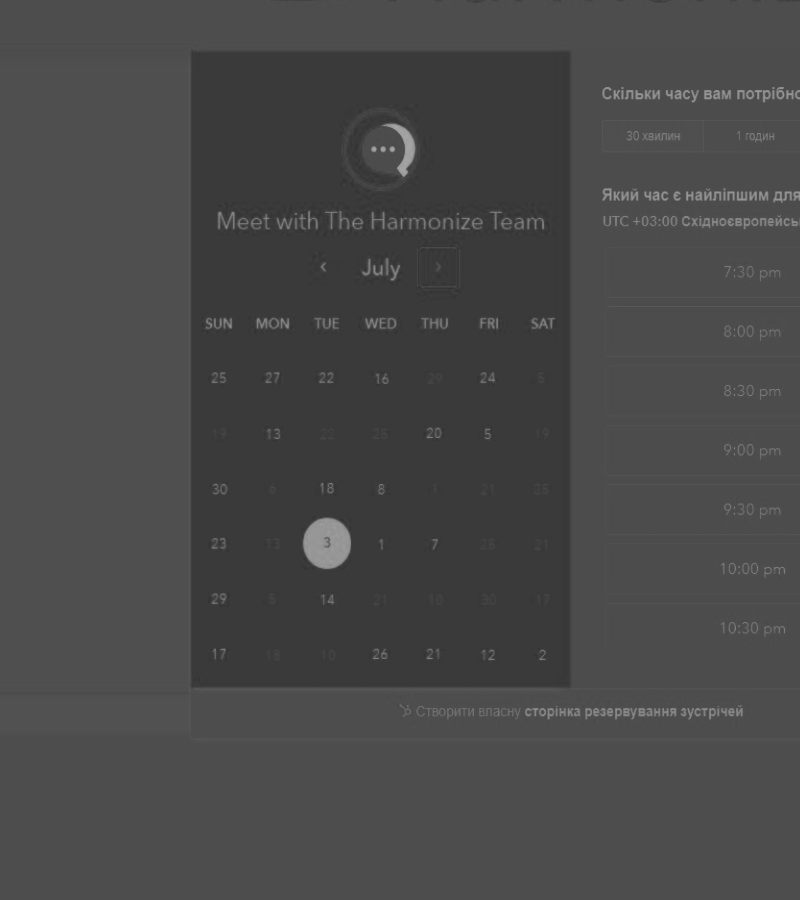 Meet with The Harmonize Team
July
SUN MON TUE WED THU FRI SAT
25 27 22 16 29 24 5
19 13 22 28 20 5 19
30 6 18 8 1 21 25
23 13 3 1 7 28 21
29 5 14 21 10 30 17
17 13 10 26 21 12 2
Скільки часу вам потрібно
30 хвилин 1 годин
Який час є найліпшим для
UTC +03:00
7:30 pm
8:00 pm
8:30 pm
9:00 pm
9:30 pm
10:00 pm
10:30 pm
Створити власну сторінка резервування зустрічей